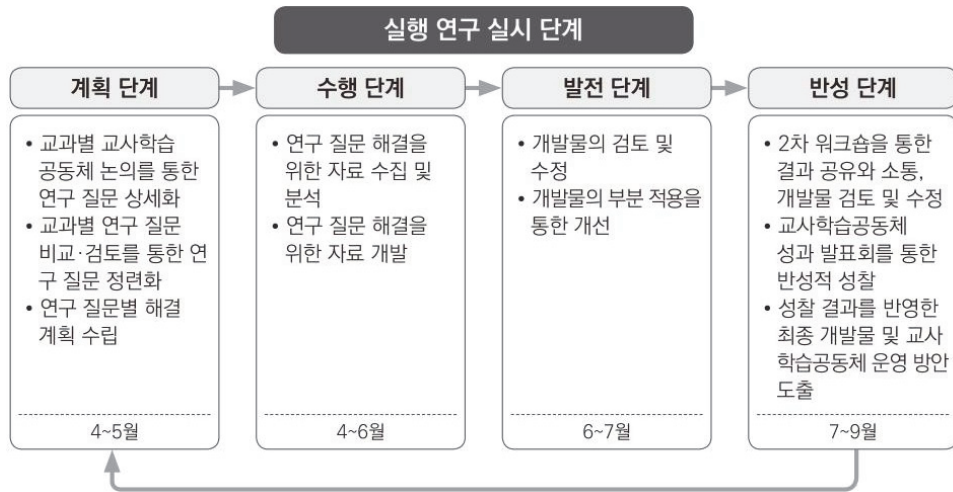 실행 연구 실시 단계
계획 단계
• 교과별 교사학습
공동체 논의를 통한
연구 질문 상세화
• 교과별 연구 질문
비교·검토를 통한 연
구 질문 정련화
• 연구 질문별 해결
계획 수립
4~5월
수행 단계
• 연구 질문 해결을
위한 자료 수집 및
분석
• 연구 질문 해결을
위한 자료 개발
4~6월
발전 단계
• 개발물의 검토 및
수정
• 개발물의 부분 적용을
통한 개선
6~7월
반성 단계
• 2차 워크숍을 통한
결과 공유와 소통,
개발물 검토 및 수정
• 교사학습공동체
성과 발표회를 통한
반성적 성찰
• 성찰 결과를 반영한
최종 개발물 및 교사
학습공동체 운영 방안
도출
7~9월